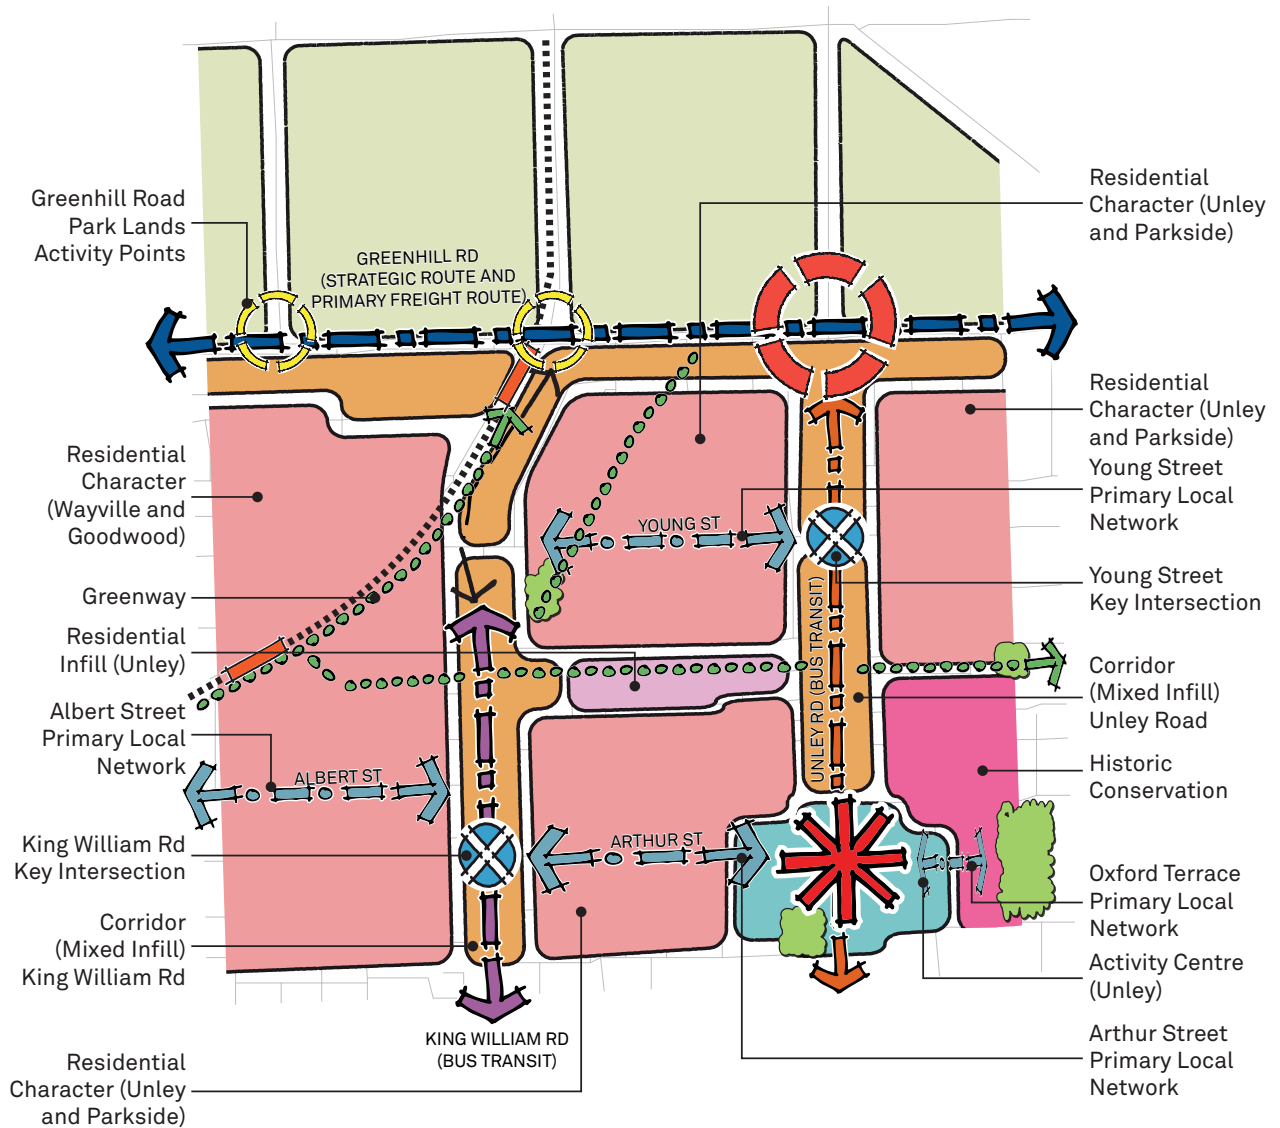 Greenhill Road
Park Lands
Activity Points
GREENHILL RD
(STRATEGIC ROUTE AND
PRIMARY FREIGHT ROUTE)
Residential
Character (Unley
and Parkside)
Residential
Character (Unley
and Parkside)
Residential
Character
(Wayville and
Goodwood)
Young Street
Primary Local
Network
YOUNG ST
Young Street
Key Intersection
Greenway
Residential
Infill (Unley)
UNLEY RD (BUS TRANSIT)
Corridor
(Mixed Infill)
Unley Road
Albert Street
Primary Local
Network
ALBERT ST
Historic
Conservation
King William Rd
Key Intersection
ARTHUR ST
Oxford Terrace
Primary Local
Network
Corridor
(Mixed Infill)
King William Rd
Activity Centre
(Unley)
KING WILLIAM RD
(BUS TRANSIT)
Arthur Street
Primary Local
Network
Residential
Character (Unley
and Parkside)